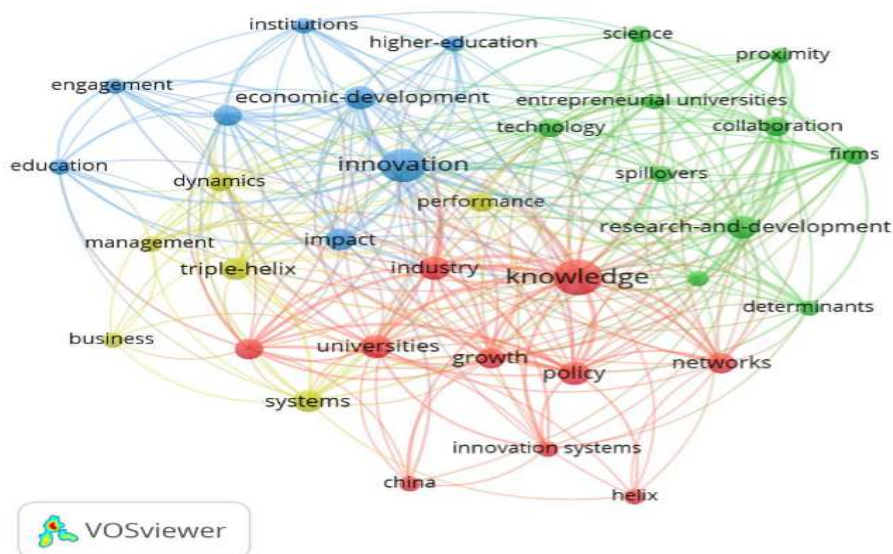 institutions
higher-education
science
proximity
engagement
economic-development
entrepreneurial universities
technology
collaboration
education
innovation
firms
dynamics
spillovers
performance
management
impact
research-and-development
triple-helix
industry
knowledge
determinants
business
universities
growth
policy
networks
systems
innovation systems
china
helix
VOSviewer